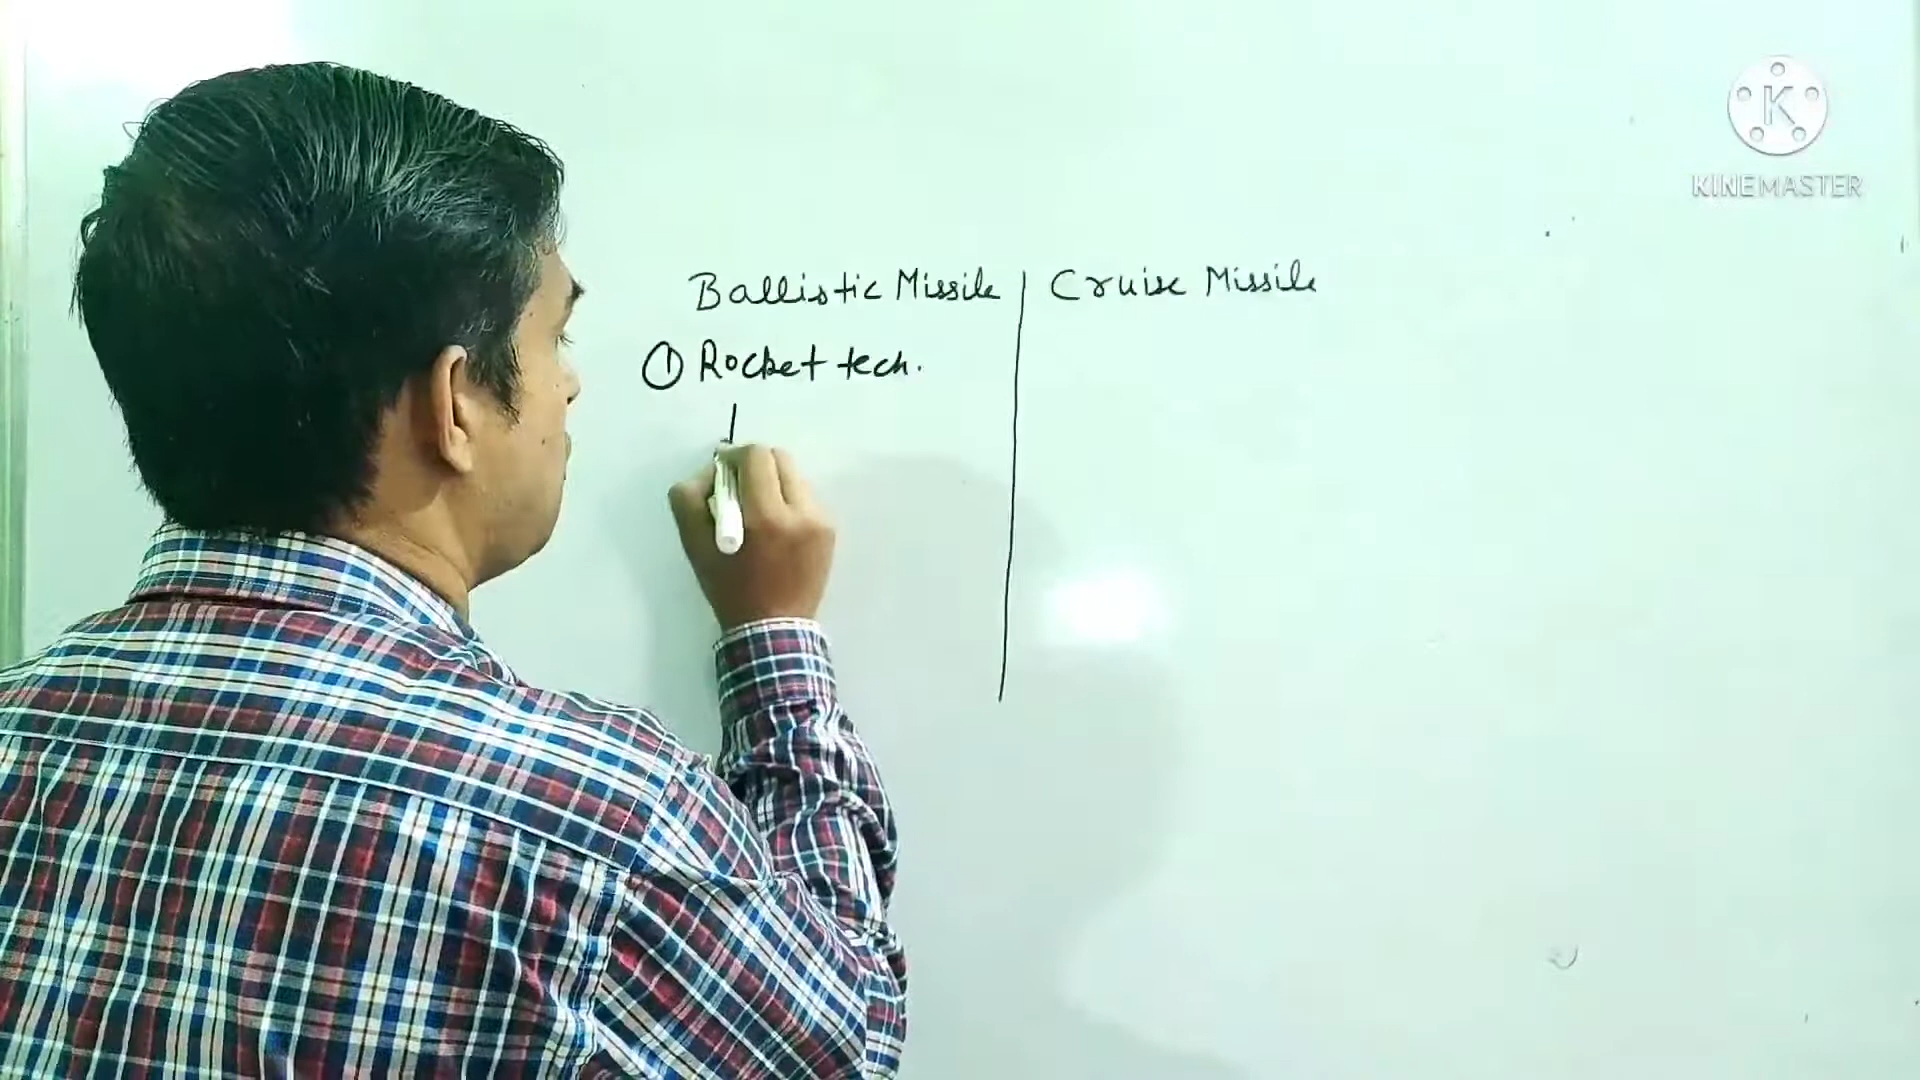 Ballistic Missile | Cruise Missile
① Rocket tech.
K
KINEMASTER